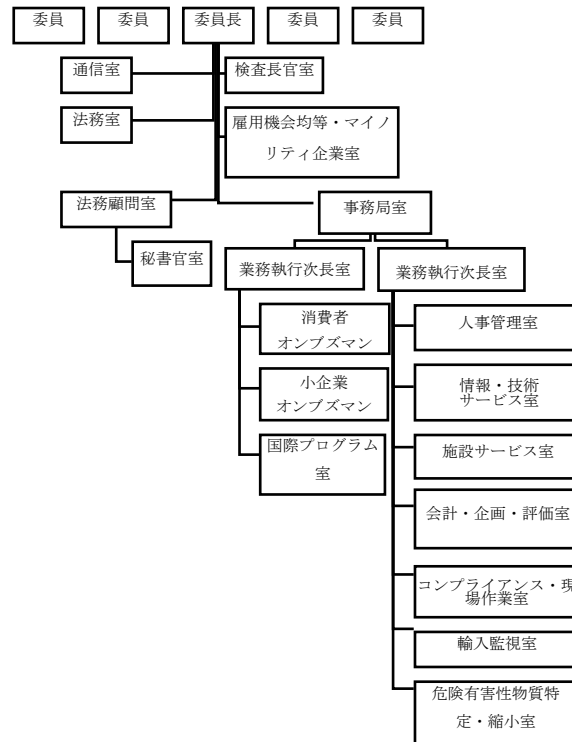 委員
委員
委員長
委員
委員
通信室
検査長官室
法務室
雇用機会均等・マイノ
リティ企業室
法務顧問室
事務局室
秘書官室
業務執行次長室
業務執行次長室
消費者
オンブズマン
人事管理室
小企業
オンブズマン
情報・技術
サービス室
国際プログラム
室
施設サービス室
会計・企画・評価室
コンプライアンス・現
場作業室
輸入監視室
危険有害性物質特
定・縮小室